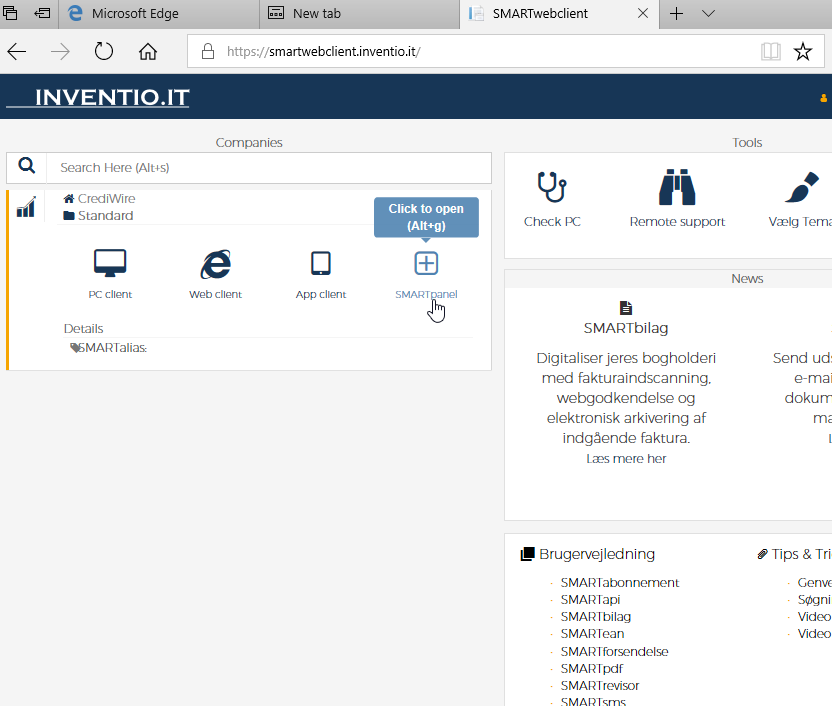 Microsoft Edge
New tab
SMARTwebclient
https://smartwebclient.inventio.it/
INVENTIO.IT
Companies
Search Here (Alt+s)
CrediWire
Standard
Click to open
(Alt+g)
PC client
Web client
App client
SMARTpanel
Details
SMARTalias:
Tools
Check PC
Remote support
Vælg Tema
News
SMARTbilag
Digitaliser jeres bogholderi
med fakturaindscanning,
webgodkendelse og
elektronisk arkivering af
indgående faktura.
Læs mere her
Send uds
e-mai
dokum
ma
Brugervejledning
SMARTabonnement
SMARTapi
SMARTbilag
SMARTean
SMARTforsendelse
SMARTpdf
SMARTrevisor
SMARTsms
Tips & Tri
Genve
Søgni
Video
Video